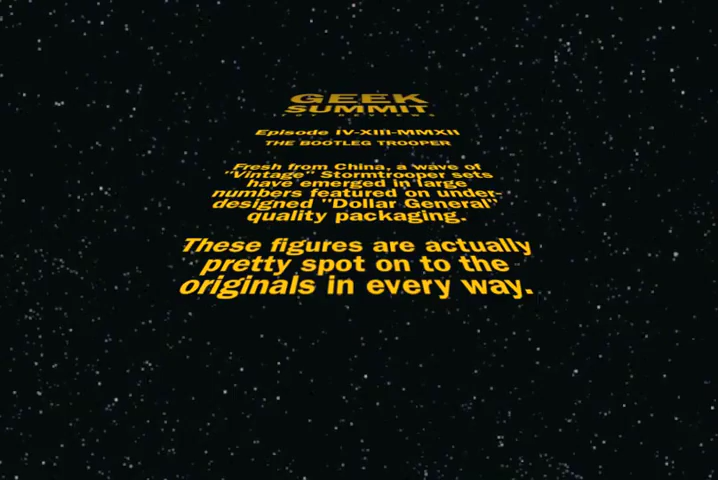 GEEK
SUMMIT
Episode IV-XIII-MMXII
THE BOOTLEG TROOPER
Fresh from China, a wave of
"Vintage" Stormtrooper sets
have emerged in large
numbers featured on under-
designed "Dollar General"
quality packaging.
These figures are actually
pretty spot on to the
originals in every way.